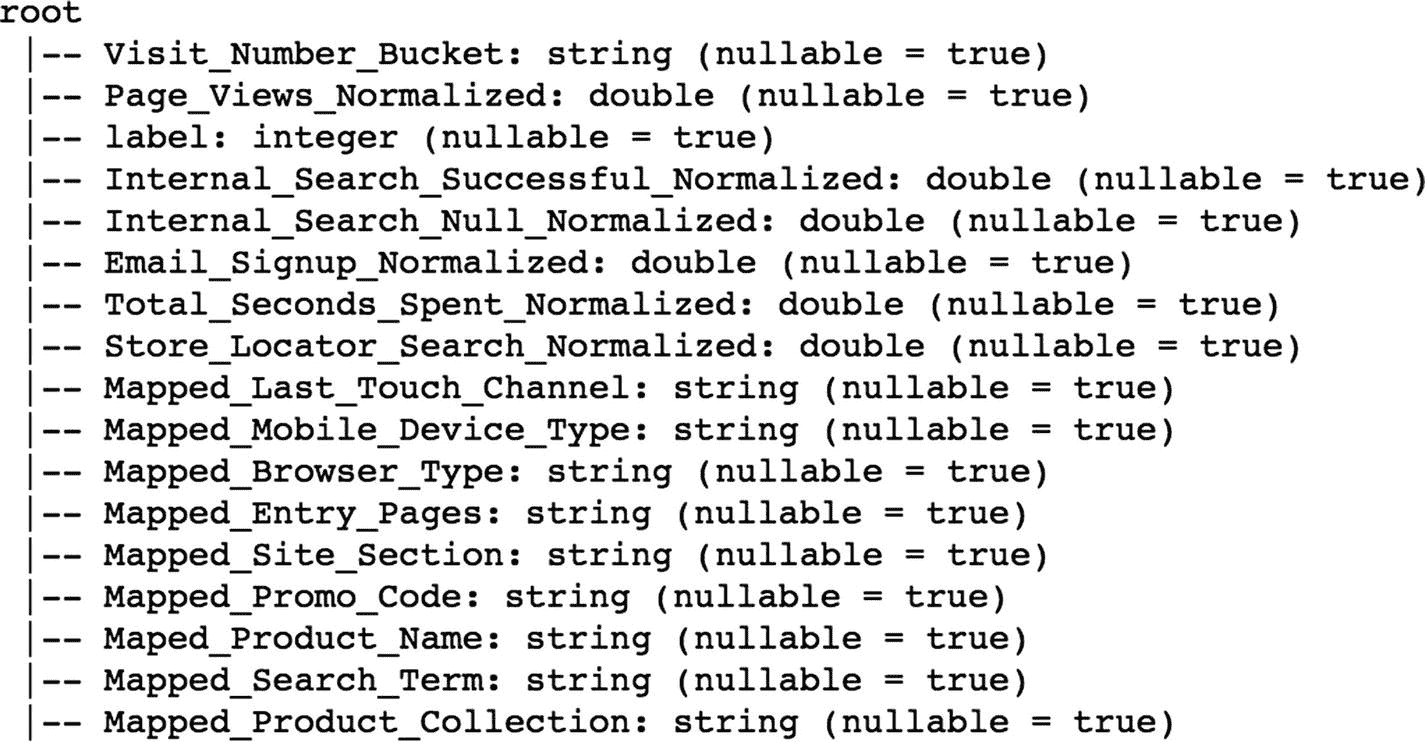 root
 |-- Visit_Number_Bucket: string (nullable = true)
 |-- Page_Views_Normalized: double (nullable = true)
 |-- label: integer (nullable = true)
 |-- Internal_Search_Successful_Normalized: double (nullable = true)
 |-- Internal_Search_Null_Normalized: double (nullable = true)
 |-- Email_Signup_Normalized: double (nullable = true)
 |-- Total_Seconds_Spent_Normalized: double (nullable = true)
 |-- Store_Locator_Search_Normalized: double (nullable = true)
 |-- Mapped_Last_Touch_Channel: string (nullable = true)
 |-- Mapped_Mobile_Device_Type: string (nullable = true)
 |-- Mapped_Browser_Type: string (nullable = true)
 |-- Mapped_Entry_Pages: string (nullable = true)
 |-- Mapped_Site_Section: string (nullable = true)
 |-- Mapped_Promo_Code: string (nullable = true)
 |-- Maped_Product_Name: string (nullable = true)
 |-- Mapped_Search_Term: string (nullable = true)
 |-- Mapped_Product_Collection: string (nullable = true)